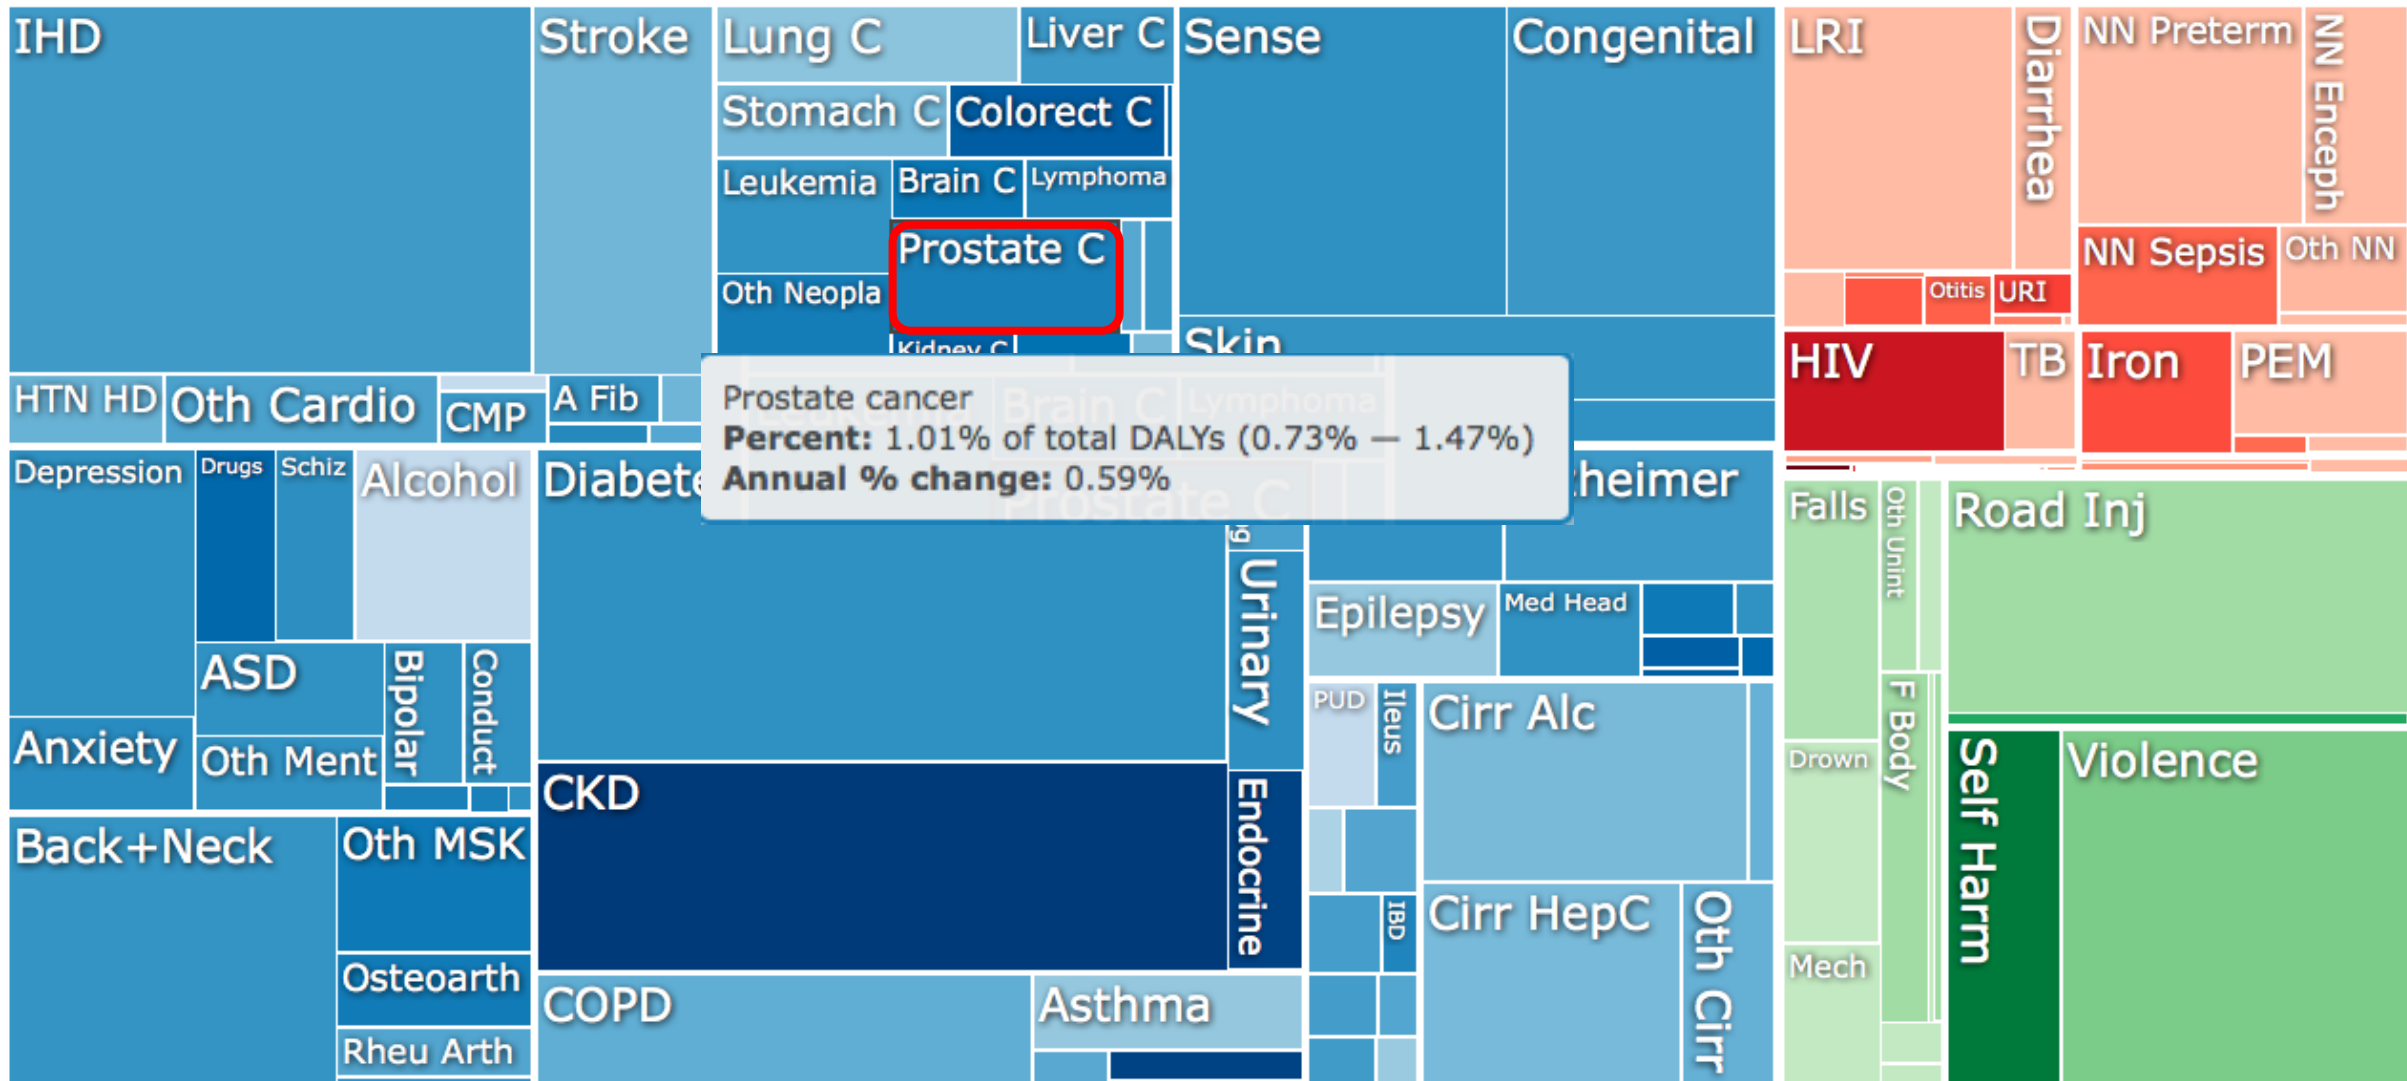 IHD
Stroke
Lung C
Liver C
Stomach C
Colorect C
Leukemia
Brain C
Lymphoma
Prostate C
Oth Neopla
Kidney C
Sense
Congenital
Skin
HTN HD
Oth Cardio
CMP
A Fib
Prostate cancer
Percent: 1.01% of total DALYs (0.73% — 1.47%)
Annual % change: 0.59%
Depression
Drugs
Schiz
Alcohol
ASD
Bipolar
Conduct
Anxiety
Oth Ment
Back+Neck
Oth MSK
Osteoarth
Rheu Arth
Diabete
Urinary
CKD
Endocrine
COPD
Asthma
zheimer
Epilepsy
Med Head
PUD
Ileus
IBD
Cirr Alc
Cirr HepC
Oth Cirr
LRI
Diarrhea
Otitis
URI
NN Preterm
NN Enceph
NN Sepsis
Oth NN
HIV
TB
Iron
PEM
Falls
Oth Unint
Road Inj
Drown
F Body
Mech
Self Harm
Violence